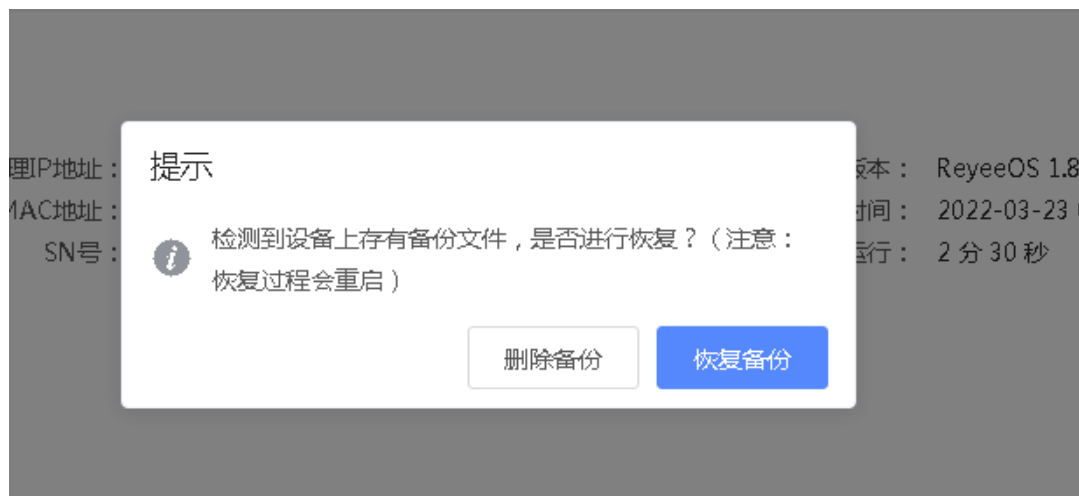 提示
理IP地址：
版本： ReyeeOS 1.8
MAC地址：
时间： 2022-03-23
SN号：
运行： 2 分 30 秒
检测到设备上存有备份文件，是否进行恢复？（注意：
恢复过程会重启）
删除备份
恢复备份